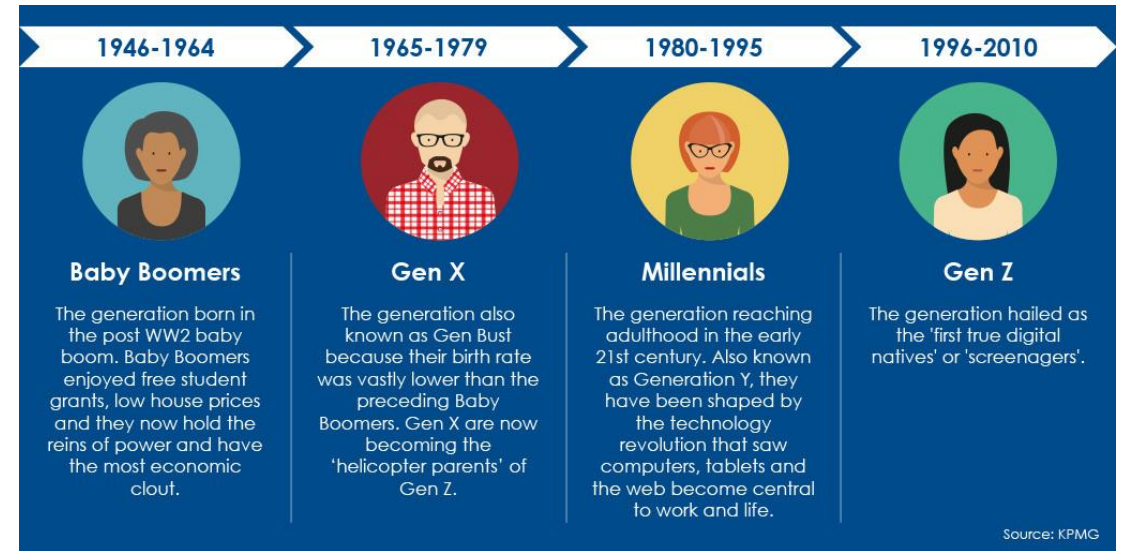 1946-1964
1965-1979
1980-1995
1996-2010
Baby Boomers
The generation born in
the post WW2 baby
boom. Baby Boomers
enjoyed free student
grants, low house prices
and they now hold the
reins of power and have
the most economic
clout.
Gen X
The generation also
known as Gen Bust
because their birth rate
was vastly lower than the
preceding Baby
Boomers. Gen X are now
becoming the
‘helicopter parents’ of
Gen Z.
Millennials
The generation reaching
adulthood in the early
21st century. Also known
as Generation Y, they
have been shaped by
the technology
revolution that saw
computers, tablets and
the web become central
to work and life.
Gen Z
The generation hailed as
the 'first true digital
natives' or 'screenagers'.
Source: KPMG